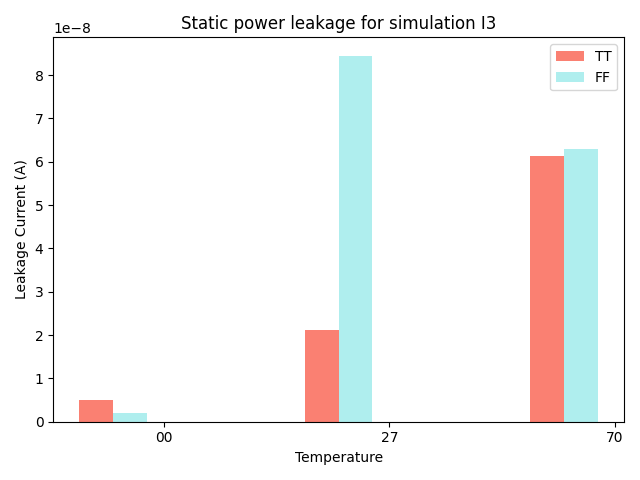 Static power leakage for simulation I3
1e−8
TT
FF
8
7
6
5
4
3
2
1
0
Leakage Current (A)
00 27 70
Temperature